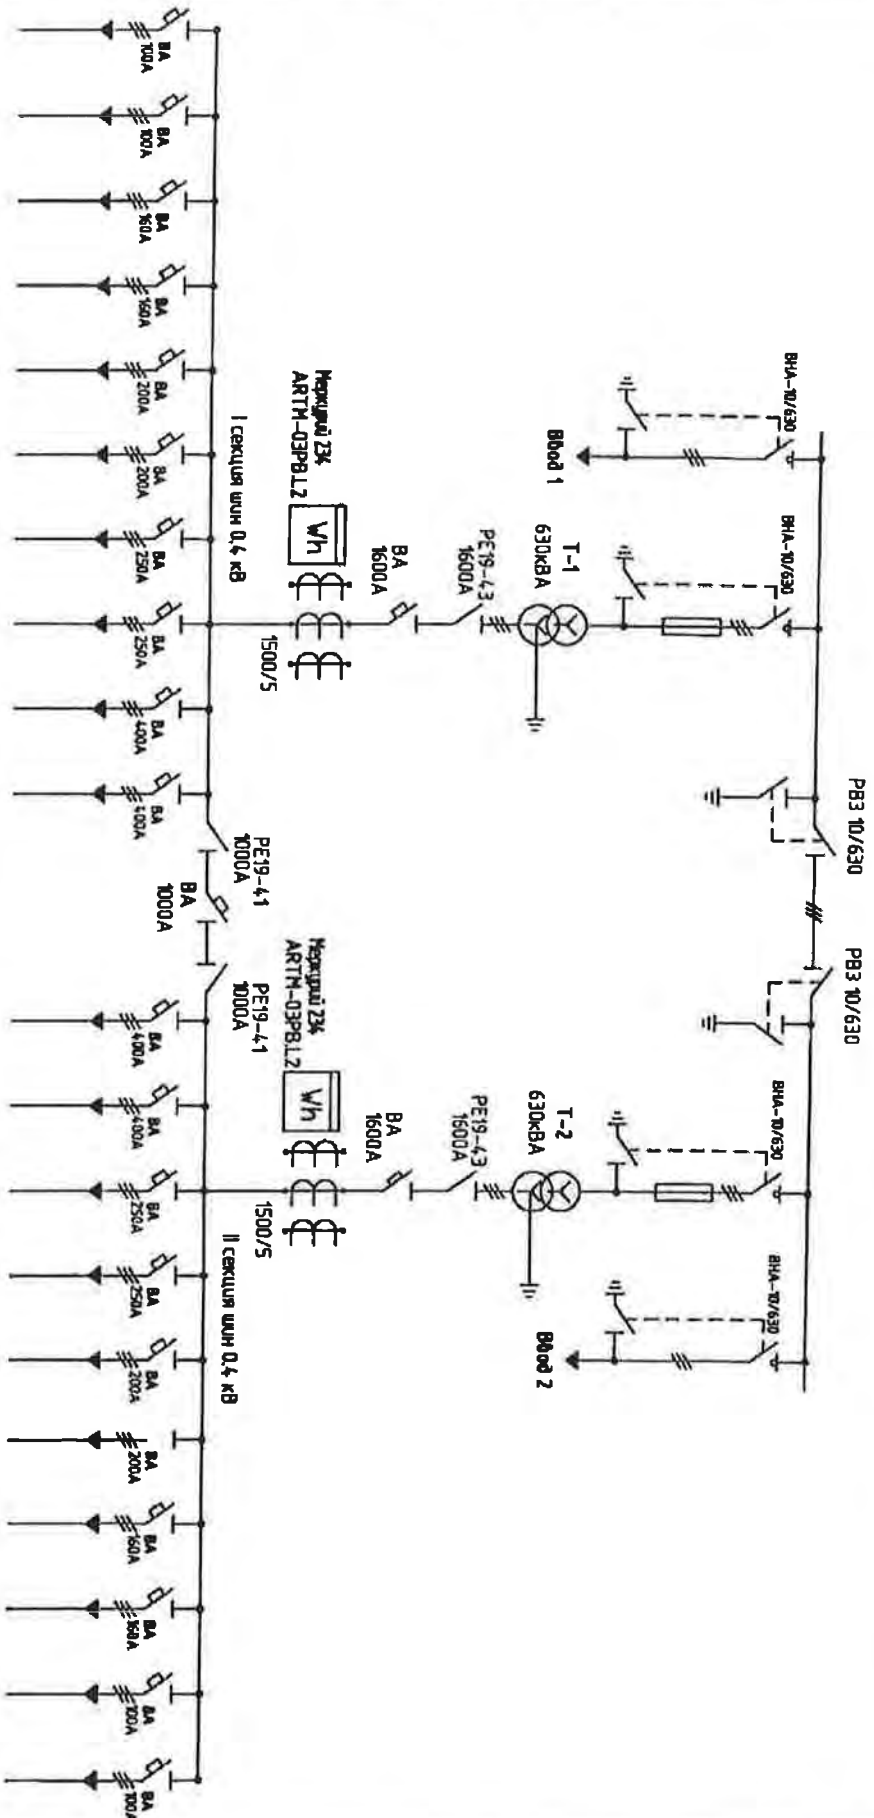 РВЗ 10/630
РВЗ 10/630
ВНА-10/630
ВНА-10/630
ВНА-10/630
ВНА-10/630
Ввод 1
Т-1
630кВА
РЕ19-43
1600А
ВА
1600А
Меркурий 234
ARTM-03PB.L2
Wh
1500/5
I секция шин 0,4 кВ
Т-2
630кВА
Ввод 2
РЕ19-43
1600А
ВА
1600А
Меркурий 234
ARTM-03PB.L2
Wh
1500/5
II секция шин 0,4 кВ
РЕ19-41
1000А
ВА
1000А
РЕ19-41
1000А
ВА
100А
ВА
100А
ВА
160А
ВА
160А
ВА
200А
ВА
200А
ВА
250А
ВА
250А
ВА
400А
ВА
400А
ВА
400А
ВА
400А
ВА
250А
ВА
250А
ВА
200А
ВА
200А
ВА
160А
ВА
160А
ВА
100А
ВА
100А